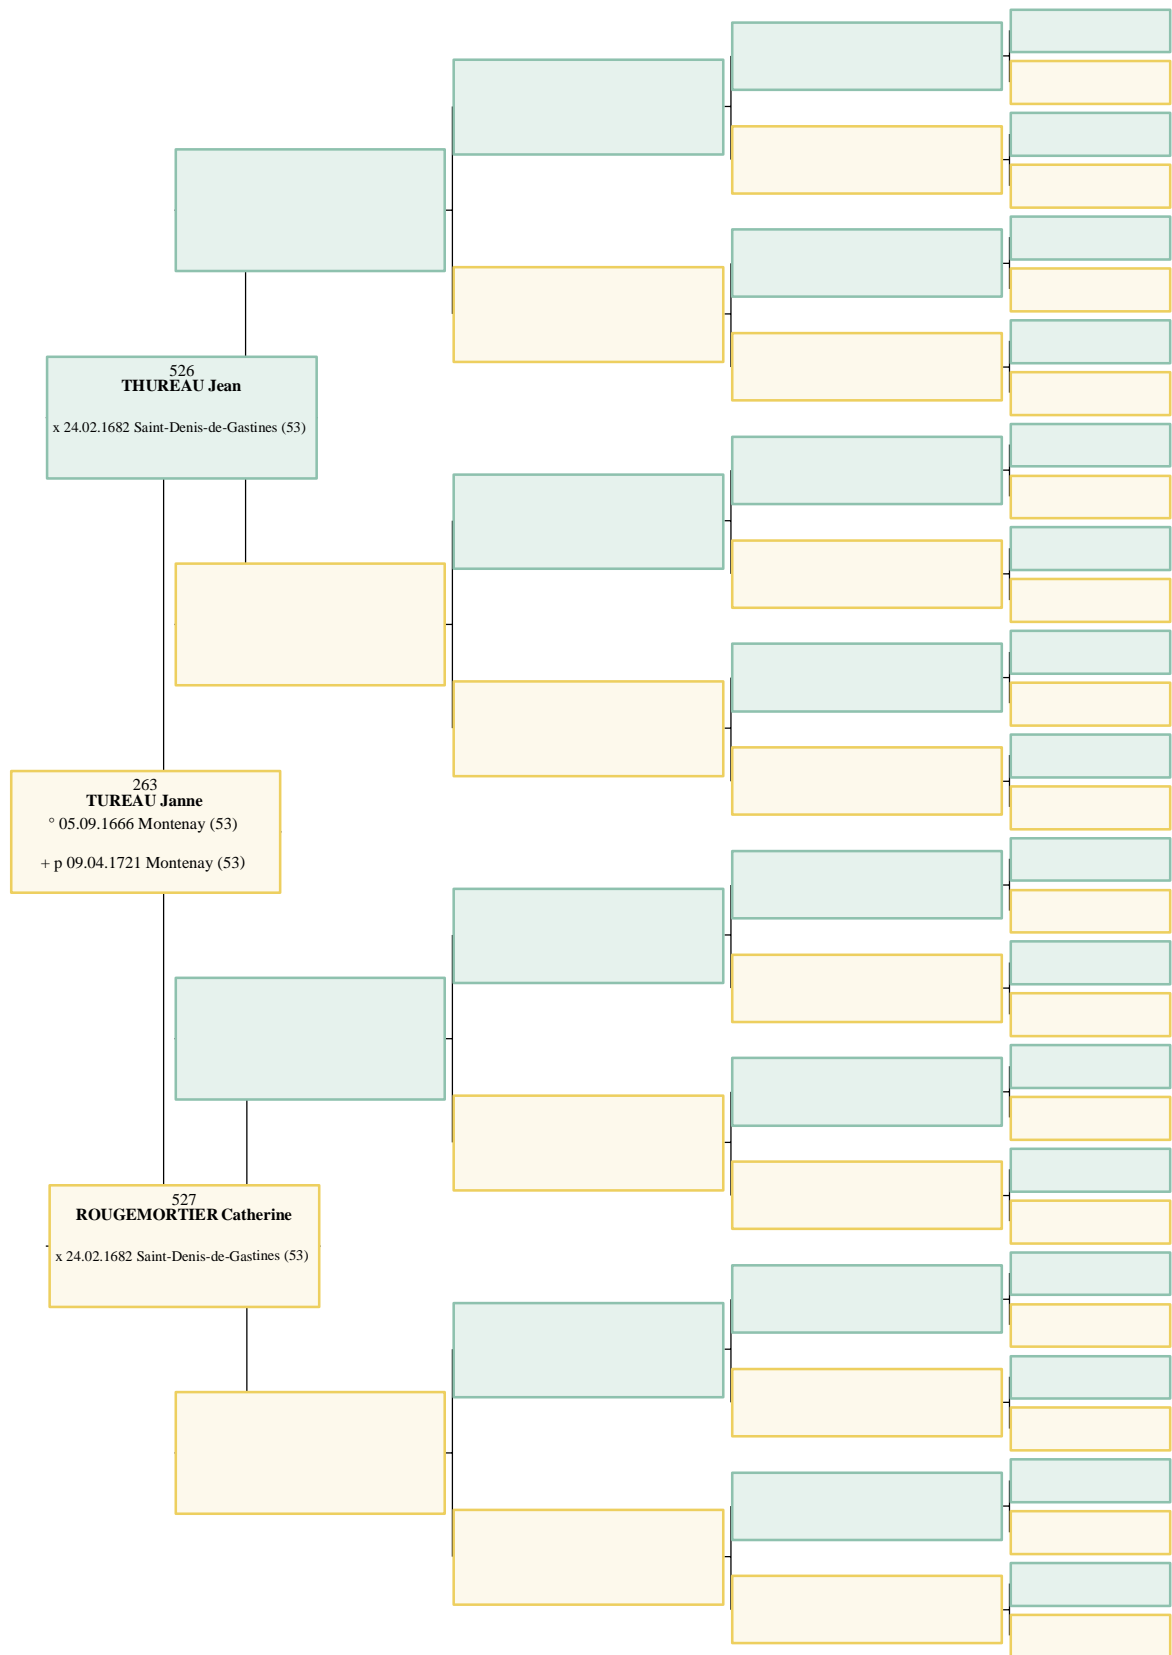 526
THUREAU Jean
x 24.02.1682 Saint-Denis-de-Gastines (53)
263
TUREAU Janne
° 05.09.1666 Montenay (53)
+ p 09.04.1721 Montenay (53)
527
ROUGEMORTIER Catherine
x 24.02.1682 Saint-Denis-de-Gastines (53)